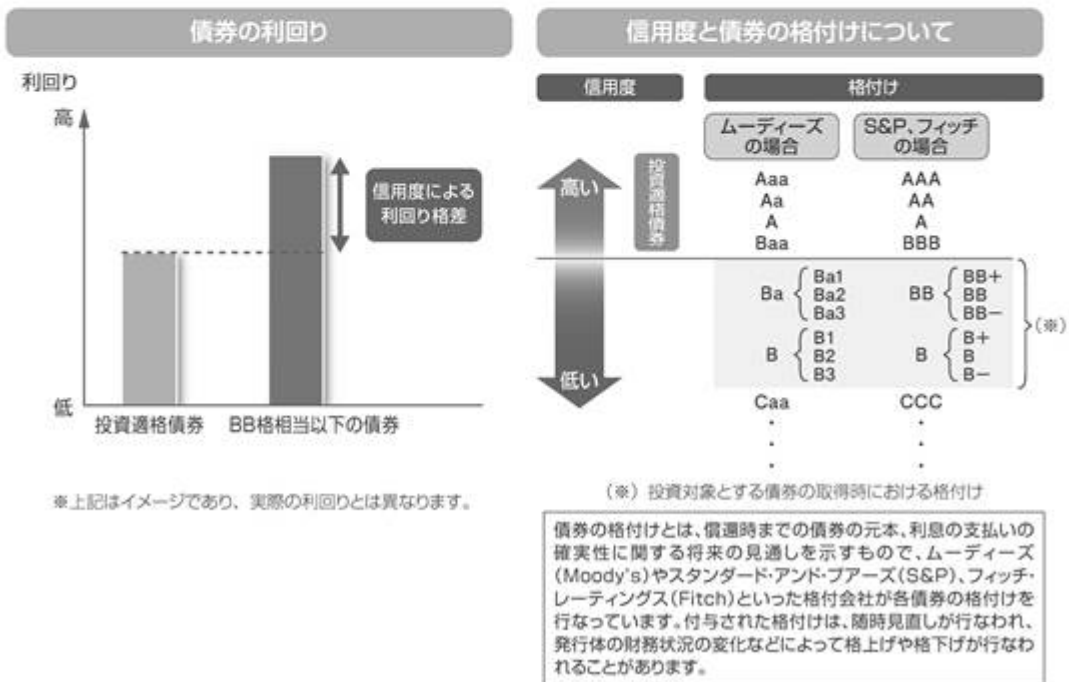 債券の利回り
利回り
高
信用度による
利回り格差
低
投資適格債券 BB格相当以下の債券
※上記はイメージであり、実際の利回りとは異なります。
信用度と債券の格付けについて
信用度 格付け
ムーディーズ
の場合
S&P、フィッチ
の場合
高い
投資適格債券
Aaa AAA
Aa AA
A A
Baa BBB
Ba1 BB+
Ba Ba2 BB BB
Ba3 BB−
(※)
B1 B+
B B2 B B
B3 B−
低い
Caa CCC
(※) 投資対象とする債券の取得時における格付け
債券の格付けとは、償還時までの債券の元本、利息の支払いの
確実性に関する将来の見通しを示すもので、ムーディーズ
(Moody's)やスタンダード・アンド・プアーズ(S&P)、フィッチ・
レーティングス(Fitch)といった格付会社が各債券の格付けを
行なっています。付与された格付けは、随時見直しが行なわれ、
発行体の財務状況の変化などによって格上げや格下げが行なわ
れることがあります。